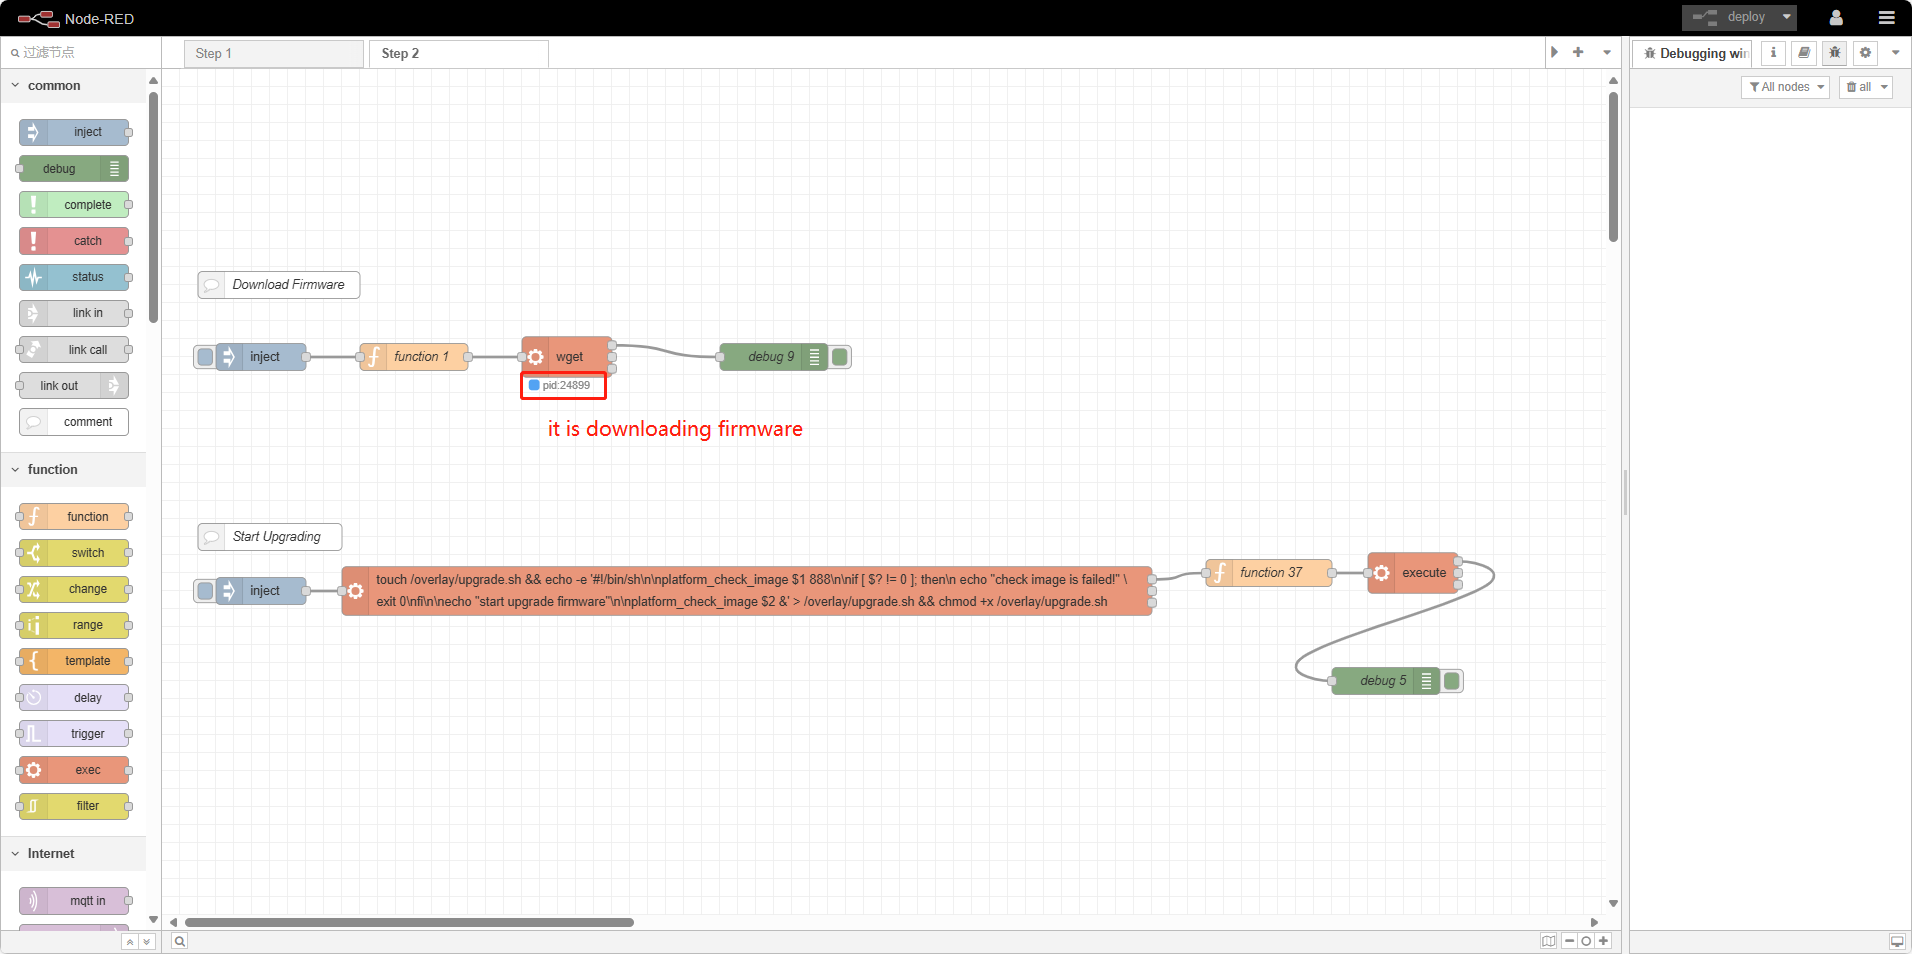 Node-RED
deploy
过滤节点
Step 1
Step 2
Debugging win
All nodes
all
common
inject
debug
complete
catch
status
link in
link call
link out
comment
function
function
switch
change
range
template
delay
trigger
exec
filter
Internet
mqtt in
Download Firmware
inject
function 1
wget
debug 9
pid:24899
it is downloading firmware
Start Upgrading
inject
touch /overlay/upgrade.sh && echo -e '#!/bin/sh\n\nplatform_check_image $1 888\n\nif [ $? != 0 ]; then\n echo "check image is failed!" \
exit 0\nfi\n\necho "start upgrade firmware"\n\nplatform_check_image $2 &' > /overlay/upgrade.sh && chmod +x /overlay/upgrade.sh
function 37
execute
debug 5